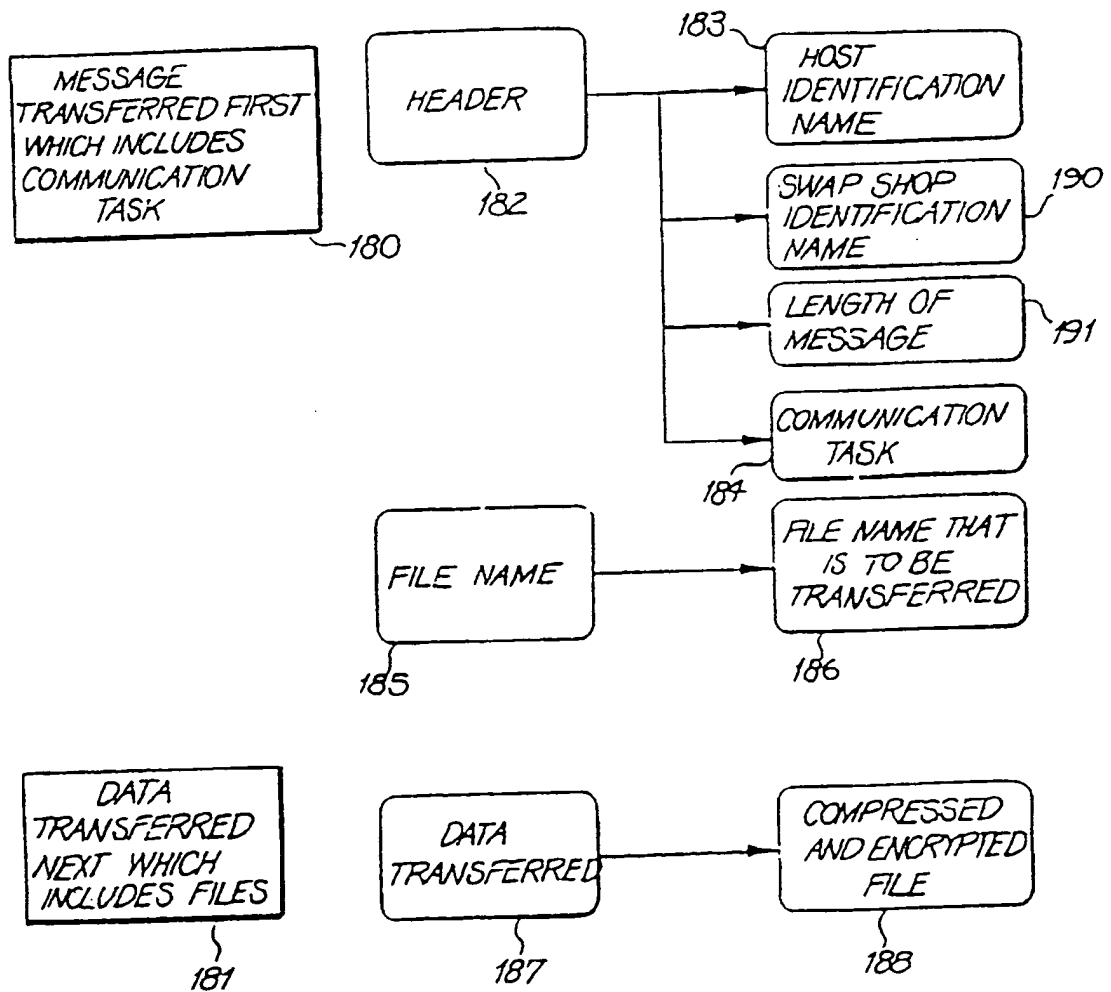 MESSAGE
TRANSFERRED FIRST
WHICH INCLUDES
COMMUNICATION
TASK
180
HEADER
182
183
HOST
IDENTIFICATION
NAME
SWAP SHOP
IDENTIFICATION
NAME
190
LENGTH OF
MESSAGE
191
COMMUNICATION
TASK
184
FILE NAME
185
FILE NAME THAT
IS TO BE
TRANSFERRED
186
DATA
TRANSFERRED
NEXT WHICH
INCLUDES FILES
181
DATA
TRANSFERRED
187
COMPRESSED
AND ENCRYPTED
FILE
188